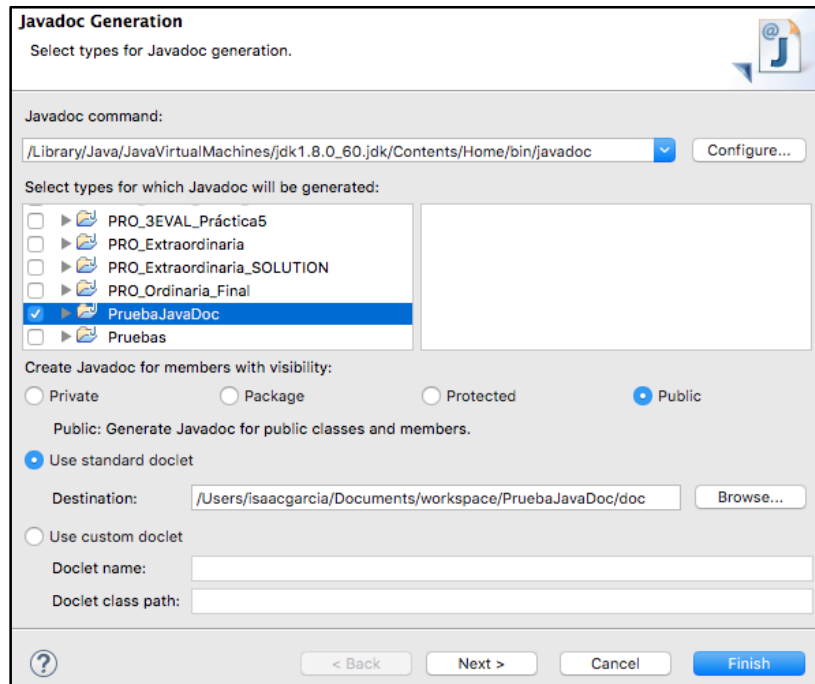 Javadoc Generation
Select types for Javadoc generation.
@
J
Javadoc command:
/Library/Java/JavaVirtualMachines/jdk1.8.0_60.jdk/Contents/Home/bin/javadoc
Configure...
Select types for which Javadoc will be generated:
PRO_3EVAL_Práctica5
PRO_Extraordinaria
PRO_Extraordinaria_SOLUTION
PRO_Ordinaria_Final
PruebaJavaDoc
Pruebas
Create Javadoc for members with visibility:
Private Package Protected Public
Public: Generate Javadoc for public classes and members.
Use standard doclet
Destination: /Users/isaacgarcia/Documents/workspace/PruebaJavaDoc/doc Browse...
Use custom doclet
Doclet name:
Doclet class path:
? < Back Next > Cancel Finish